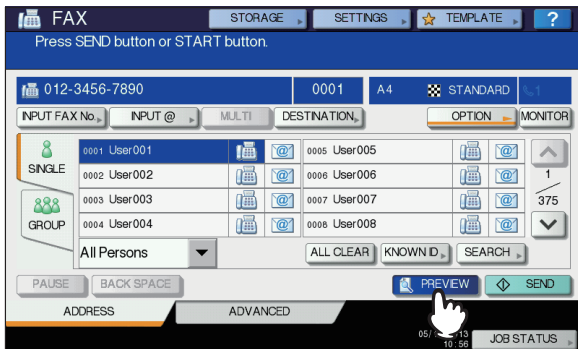 FAX STORAGE SETTINGS TEMPLATE ?
Press SEND button or START button.
012-3456-7890 0001 A4 STANDARD 1
INPUT FAX No. INPUT @ MULTI DESTINATION OPTION MONITOR
SINGLE
GROUP
0001 User001 @ 0005 User005 @
0002 User002 @ 0006 User006 @
0003 User003 @ 0007 User007 @
0004 User004 @ 0008 User008 @
1
375
All Persons ALL CLEAR KNOWN ID SEARCH
PAUSE BACK SPACE PREVIEW SEND
ADDRESS ADVANCED
10:56
JOB STATUS